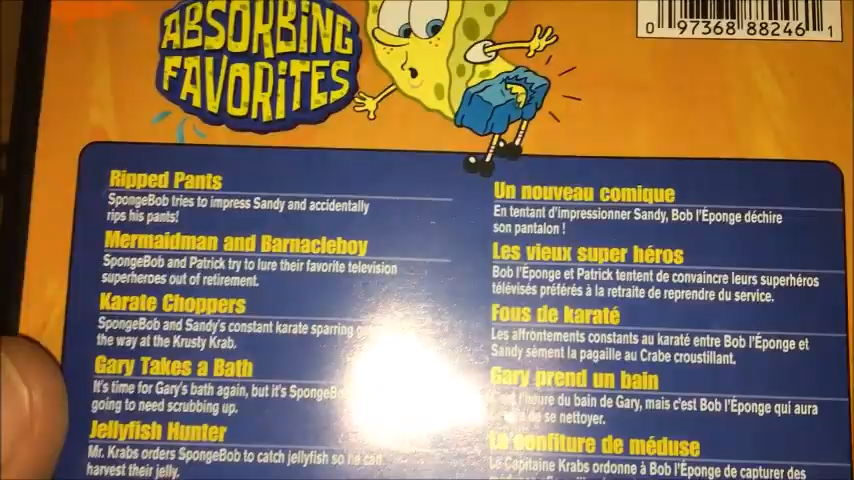 ABSORBING
FAVORITES
0 97368 88246 1
Ripped Pants
SpongeBob tries to impress Sandy and accidentally
rips his pants!
Mermaidman and Barnacleboy
SpongeBob and Patrick try to lure their favorite television
superheroes out of retirement.
Karate Choppers
SpongeBob and Sandy's constant karate sparring
the way at the Krusty Krab.
Gary Takes a Bath
It's time for Gary's bath again, but it's SpongeBob
going to need scrubbing up.
Jellyfish Hunter
Mr. Krabs orders SpongeBob to catch jellyfish so he can
harvest their jelly.
Un nouveau comique
En tentant d'impressionner Sandy, Bob l'Éponge déchire
son pantalon !
Les vieux super héros
Bob l'Éponge et Patrick tentent de convaincre leurs superhéros
télévisés préférés à la retraite de reprendre du service.
Fous de karaté
Les affrontements constants au karaté entre Bob l'Éponge et
Sandy sèment la pagaille au Crabe croustillant.
Gary prend un bain
l'heure du bain de Gary, mais c'est Bob l'Éponge qui aura
de se nettoyer.
La confiture de méduse
Le Capitaine Krabs ordonne à Bob l'Éponge de capturer des